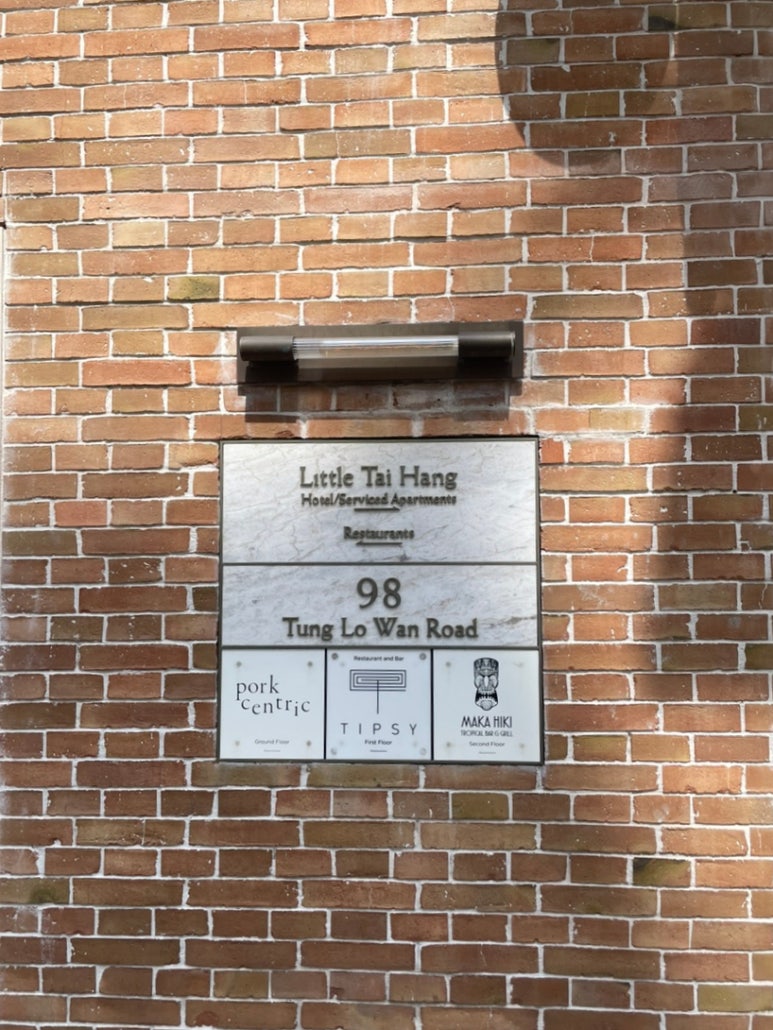 Little Tai Hang
Hotel/Serviced Apartments
Restaurants
98
Tung Lo Wan Road
pork
centric
Ground Floor
Restaurant and Bar
TIPSY
First Floor
MAKA HIKI
TROPICAL BAR & GRILL
Second Floor